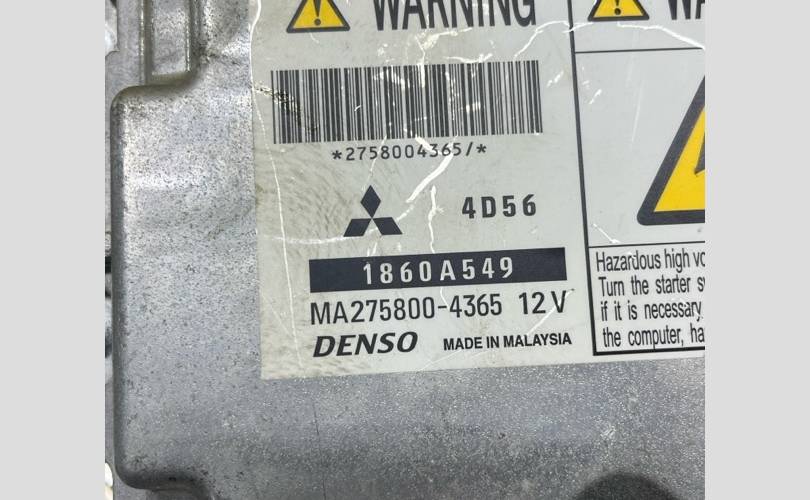 WARNING
*2758004365/*
4D56
1860A549
MA275800-4365 12V
DENSO MADE IN MALAYSIA
WA
Hazardous high vo
Turn the starter s
if it is necessary
the computer, ha